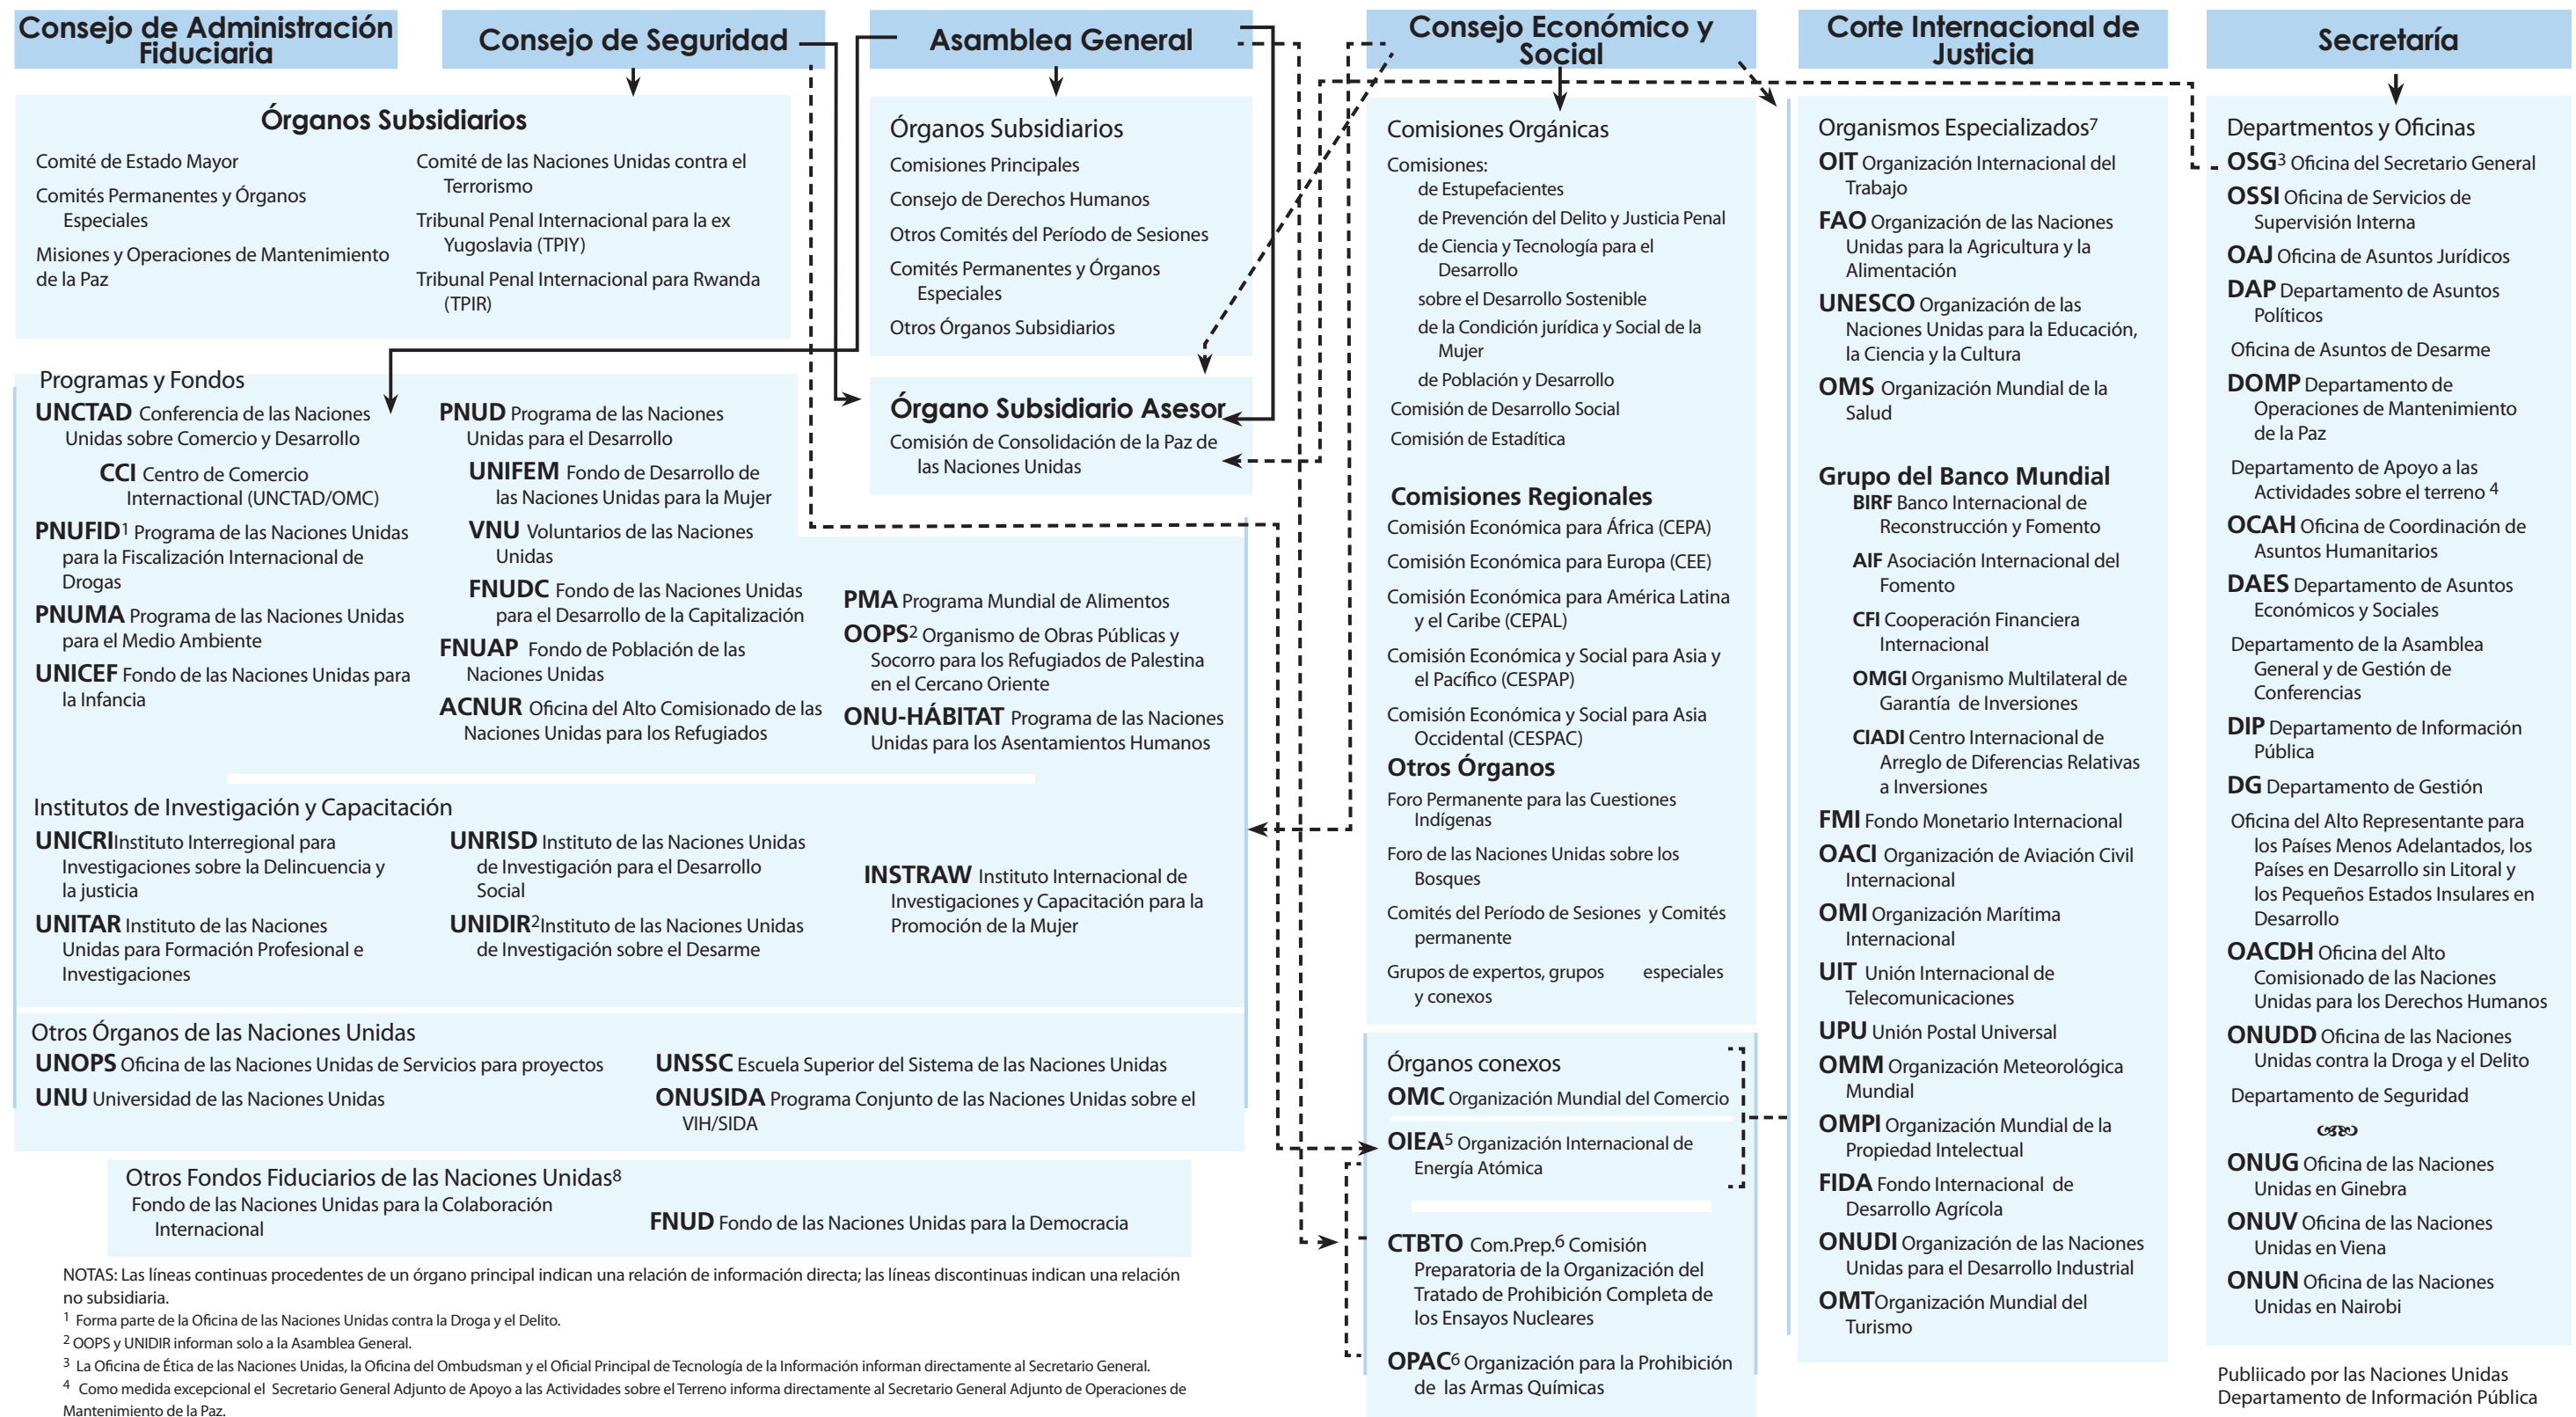 Consejo de Administración
Fiduciaria
Consejo de Seguridad
Asamblea General
Consejo Económico y
Social
Corte Internacional de
Justicia
Secretaría
Órganos Subsidiarios
Comité de Estado Mayor
Comités Permanentes y Órganos
Especiales
Misiones y Operaciones de Mantenimiento
de la Paz
Comité de las Naciones Unidas contra el
Terrorismo
Tribunal Penal Internacional para la ex
Yugoslavia (TPIY)
Tribunal Penal Internacional para Rwanda
(TPIR)
Órganos Subsidiarios
Comisiones Principales
Consejo de Derechos Humanos
Otros Comités del Período de Sesiones
Comités Permanentes y Órganos
Especiales
Otros Órganos Subsidiarios
Órgano Subsidiario Asesor
Comisión de Consolidación de la Paz de
las Naciones Unidas
Programas y Fondos
UNCTAD Conferencia de las Naciones
Unidas sobre Comercio y Desarrollo
CCI Centro de Comercio
Internactional (UNCTAD/OMC)
PNUFID1 Programa de las Naciones Unidas
para la Fiscalización Internacional de
Drogas
PNUMA Programa de las Naciones Unidas
para el Medio Ambiente
UNICEF Fondo de las Naciones Unidas para
la Infancia
PNUD Programa de las Naciones
Unidas para el Desarrollo
UNIFEM Fondo de Desarrollo de
las Naciones Unidas para la Mujer
VNU Voluntarios de las Naciones
Unidas
FNUDC Fondo de las Naciones Unidas
para el Desarrollo de la Capitalización
FNUAP Fondo de Población de las
Naciones Unidas
ACNUR Oficina del Alto Comisionado de las
Naciones Unidas para los Refugiados
PMA Programa Mundial de Alimentos
OOPS2 Organismo de Obras Públicas y
Socorro para los Refugiados de Palestina
en el Cercano Oriente
ONU-HÁBITAT Programa de las Naciones
Unidas para los Asentamientos Humanos
Institutos de Investigación y Capacitación
UNICRIInstituto Interregional para
Investigaciones sobre la Delincuencia y
la justicia
UNITAR Instituto de las Naciones
Unidas para Formación Profesional e
Investigaciones
UNRISD Instituto de las Naciones Unidas
de Investigación para el Desarrollo
Social
UNIDIR2Instituto de las Naciones Unidas
de Investigación sobre el Desarme
INSTRAW Instituto Internacional de
Investigaciones y Capacitación para la
Promoción de la Mujer
Otros Órganos de las Naciones Unidas
UNOPS Oficina de las Naciones Unidas de Servicios para proyectos
UNU Universidad de las Naciones Unidas
UNSSC Escuela Superior del Sistema de las Naciones Unidas
ONUSIDA Programa Conjunto de las Naciones Unidas sobre el
VIH/SIDA
Otros Fondos Fiduciarios de las Naciones Unidas8
Fondo de las Naciones Unidas para la Colaboración
Internacional
FNUD Fondo de las Naciones Unidas para la Democracia
Comisiones Orgánicas
Comisiones:
de Estupefacientes
de Prevención del Delito y Justicia Penal
de Ciencia y Tecnología para el
Desarrollo
sobre el Desarrollo Sostenible
de la Condición jurídica y Social de la
Mujer
de Población y Desarrollo
Comisión de Desarrollo Social
Comisión de Estadítica
Comisiones Regionales
Comisión Económica para África (CEPA)
Comisión Económica para Europa (CEE)
Comisión Económica para América Latina
y el Caribe (CEPAL)
Comisión Económica y Social para Asia y
el Pacífico (CESPAP)
Comisión Económica y Social para Asia
Occidental (CESPAC)
Otros Órganos
Foro Permanente para las Cuestiones
Indígenas
Foro de las Naciones Unidas sobre los
Bosques
Comités del Período de Sesiones y Comités
permanente
Grupos de expertos, grupos especiales
y conexos
Órganos conexos
OMC Organización Mundial del Comercio
OIEA5 Organización Internacional de
Energía Atómica
CTBTO Com.Prep.6 Comisión
Preparatoria de la Organización del
Tratado de Prohibición Completa de
los Ensayos Nucleares
OPAC6 Organización para la Prohibición
de las Armas Químicas
Organismos Especializados7
OIT Organización Internacional del
Trabajo
FAO Organización de las Naciones
Unidas para la Agricultura y la
Alimentación
UNESCO Organización de las
Naciones Unidas para la Educación,
la Ciencia y la Cultura
OMS Organización Mundial de la
Salud
Grupo del Banco Mundial
BIRF Banco Internacional de
Reconstrucción y Fomento
AIF Asociación Internacional del
Fomento
CFI Cooperación Financiera
Internacional
OMGI Organismo Multilateral de
Garantía de Inversiones
CIADI Centro Internacional de
Arreglo de Diferencias Relativas
a Inversiones
FMI Fondo Monetario Internacional
OACI Organización de Aviación Civil
Internacional
OMI Organización Marítima
Internacional
UIT Unión Internacional de
Telecomunicaciones
UPU Unión Postal Universal
OMM Organización Meteorológica
Mundial
OMPI Organización Mundial de la
Propiedad Intelectual
FIDA Fondo Internacional de
Desarrollo Agrícola
ONUDI Organización de las Naciones
Unidas para el Desarrollo Industrial
OMTOrganización Mundial del
Turismo
Departmentos y Oficinas
OSG3 Oficina del Secretario General
OSSI Oficina de Servicios de
Supervisión Interna
OAJ Oficina de Asuntos Jurídicos
DAP Departamento de Asuntos
Políticos
Oficina de Asuntos de Desarme
DOMP Departamento de
Operaciones de Mantenimiento
de la Paz
Departamento de Apoyo a las
Actividades sobre el terreno 4
OCAH Oficina de Coordinación de
Asuntos Humanitarios
DAES Departamento de Asuntos
Económicos y Sociales
Departamento de la Asamblea
General y de Gestión de
Conferencias
DIP Departamento de Información
Pública
DG Departamento de Gestión
Oficina del Alto Representante para
los Países Menos Adelantados, los
Países en Desarrollo sin Litoral y
los Pequeños Estados Insulares en
Desarrollo
OACDH Oficina del Alto
Comisionado de las Naciones
Unidas para los Derechos Humanos
ONUDD Oficina de las Naciones
Unidas contra la Droga y el Delito
Departamento de Seguridad
ONUG Oficina de las Naciones
Unidas en Ginebra
ONUV Oficina de las Naciones
Unidas en Viena
ONUN Oficina de las Naciones
Unidas en Nairobi
NOTAS: Las líneas continuas procedentes de un órgano principal indican una relación de información directa; las líneas discontinuas indican una relación
no subsidiaria.
1 Forma parte de la Oficina de las Naciones Unidas contra la Droga y el Delito.
2 OOPS y UNIDIR informan solo a la Asamblea General.
3 La Oficina de Ética de las Naciones Unidas, la Oficina del Ombudsman y el Oficial Principal de Tecnología de la Información informan directamente al Secretario General.
4 Como medida excepcional el Secretario General Adjunto de Apoyo a las Actividades sobre el Terreno informa directamente al Secretario General Adjunto de Operaciones de
Mantenimiento de la Paz.
Publiicado por las Naciones Unidas
Departamento de Información Pública